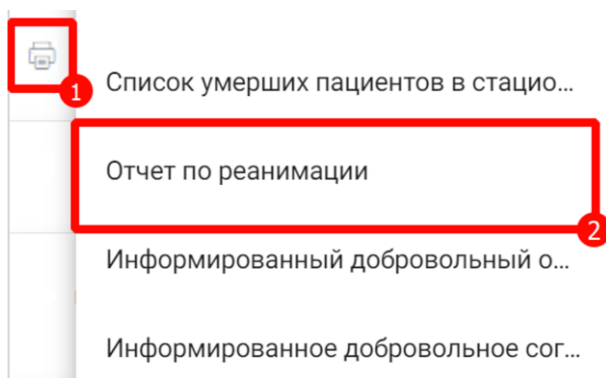 1
Список умерших пациентов в стацио...
Отчет по реанимации
2
Информированный добровольный о...
Информированное добровольное сог...